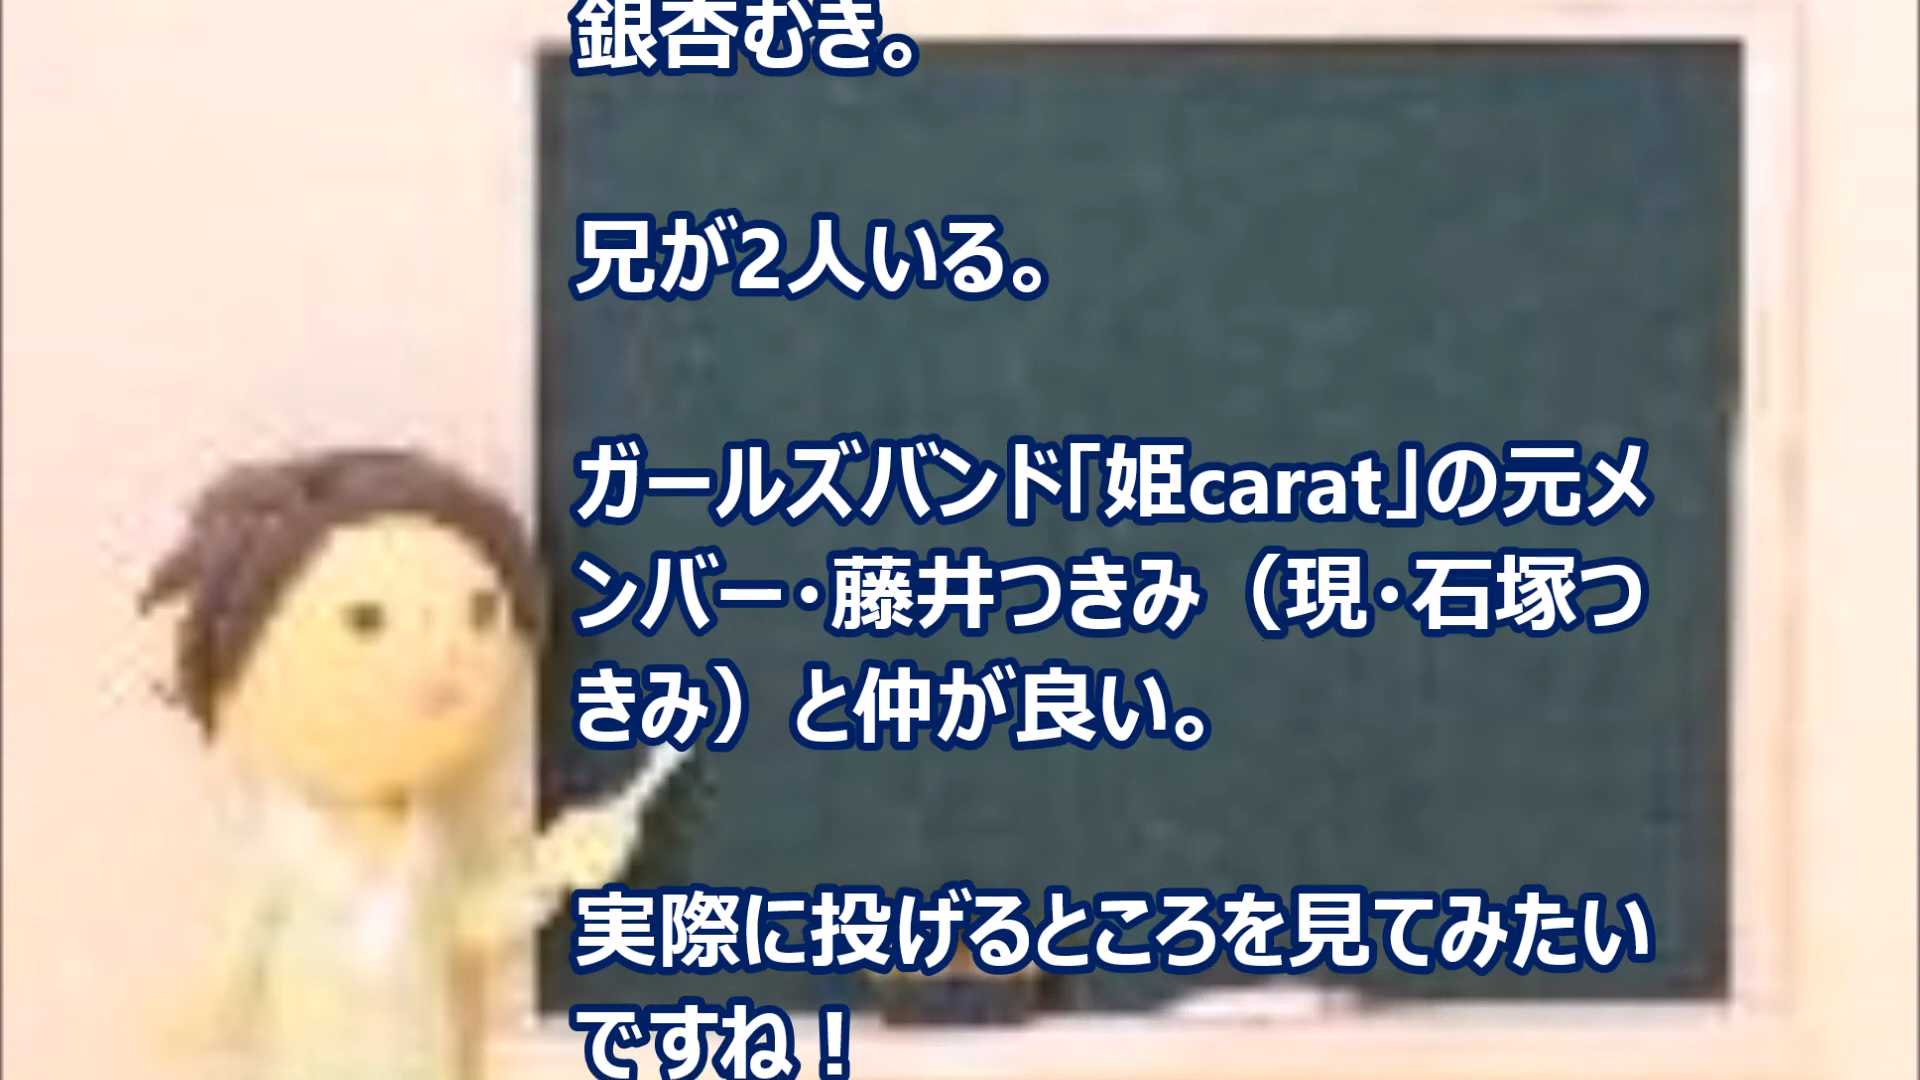 銀杏むき。
兄が2人いる。
ガールズバンド「姫carat」の元メ
ンバー・藤井つきみ（現・石塚つ
きみ）と仲が良い。
実際に投げるところを見てみたい
ですね！